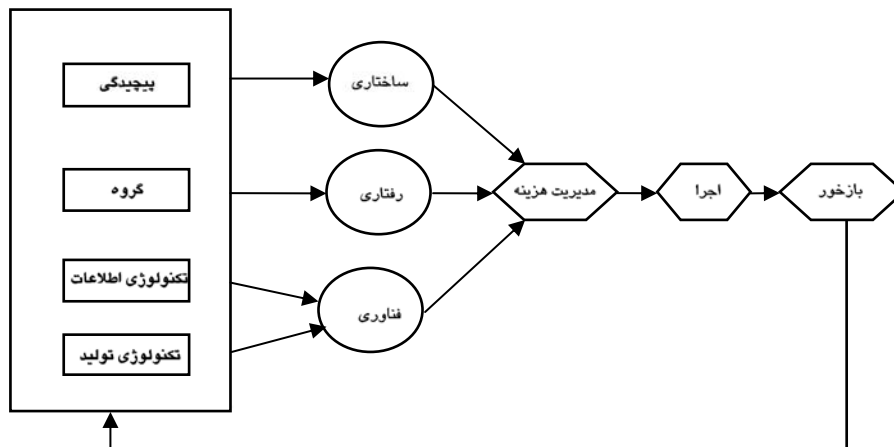 پیچیدگی
ساختاری
گروه
رفتاری
مدیریت هزینه
اجرا
بازخور
تکنولوژی اطلاعات
فناوری
تکنولوژی تولید